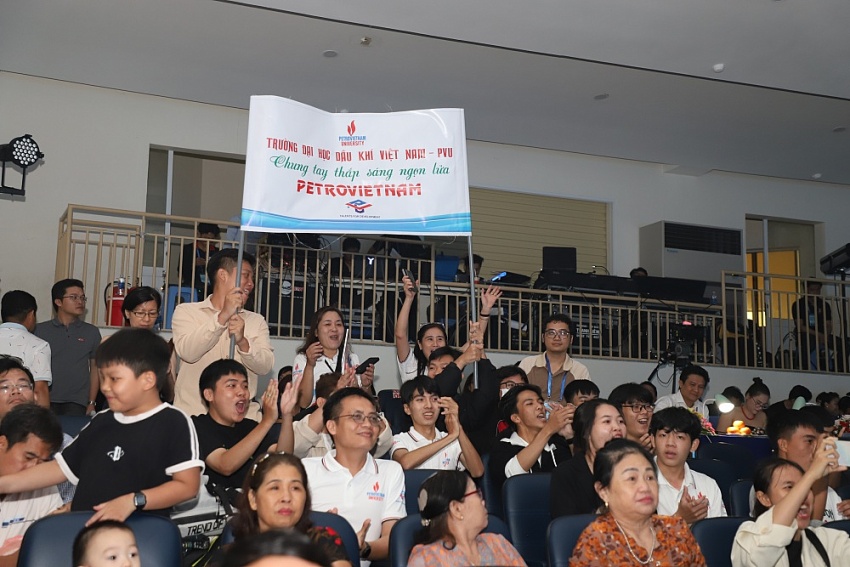 PETROVIETNAM
UNIVERSITY
TRƯỜNG ĐẠI HỌC DẦU KHÍ VIỆT NAM - PVU
Chung tay thắp sáng ngọn lửa
PETROVIETNAM